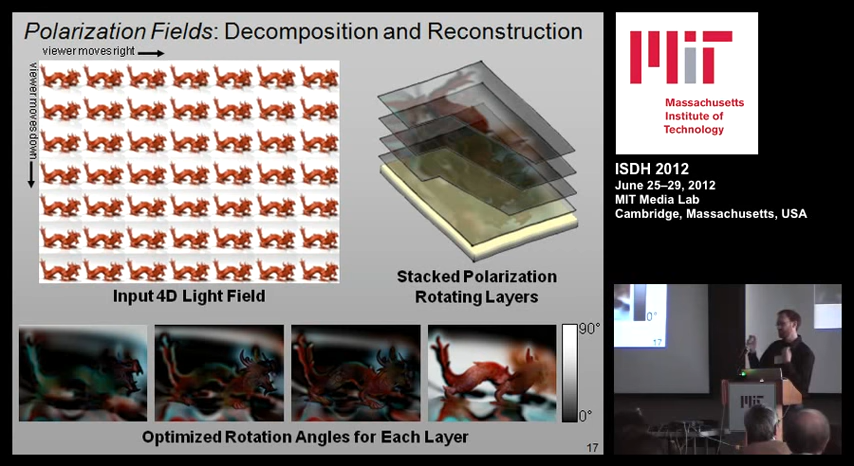 Polarization Fields: Decomposition and Reconstruction
viewer moves right
viewer moves down
Input 4D Light Field
Stacked Polarization
Rotating Layers
90°
0°
Optimized Rotation Angles for Each Layer
17
Massachusetts
Institute of
Technology
ISDH 2012
June 25–29, 2012
MIT Media Lab
Cambridge, Massachusetts, USA
0°
17